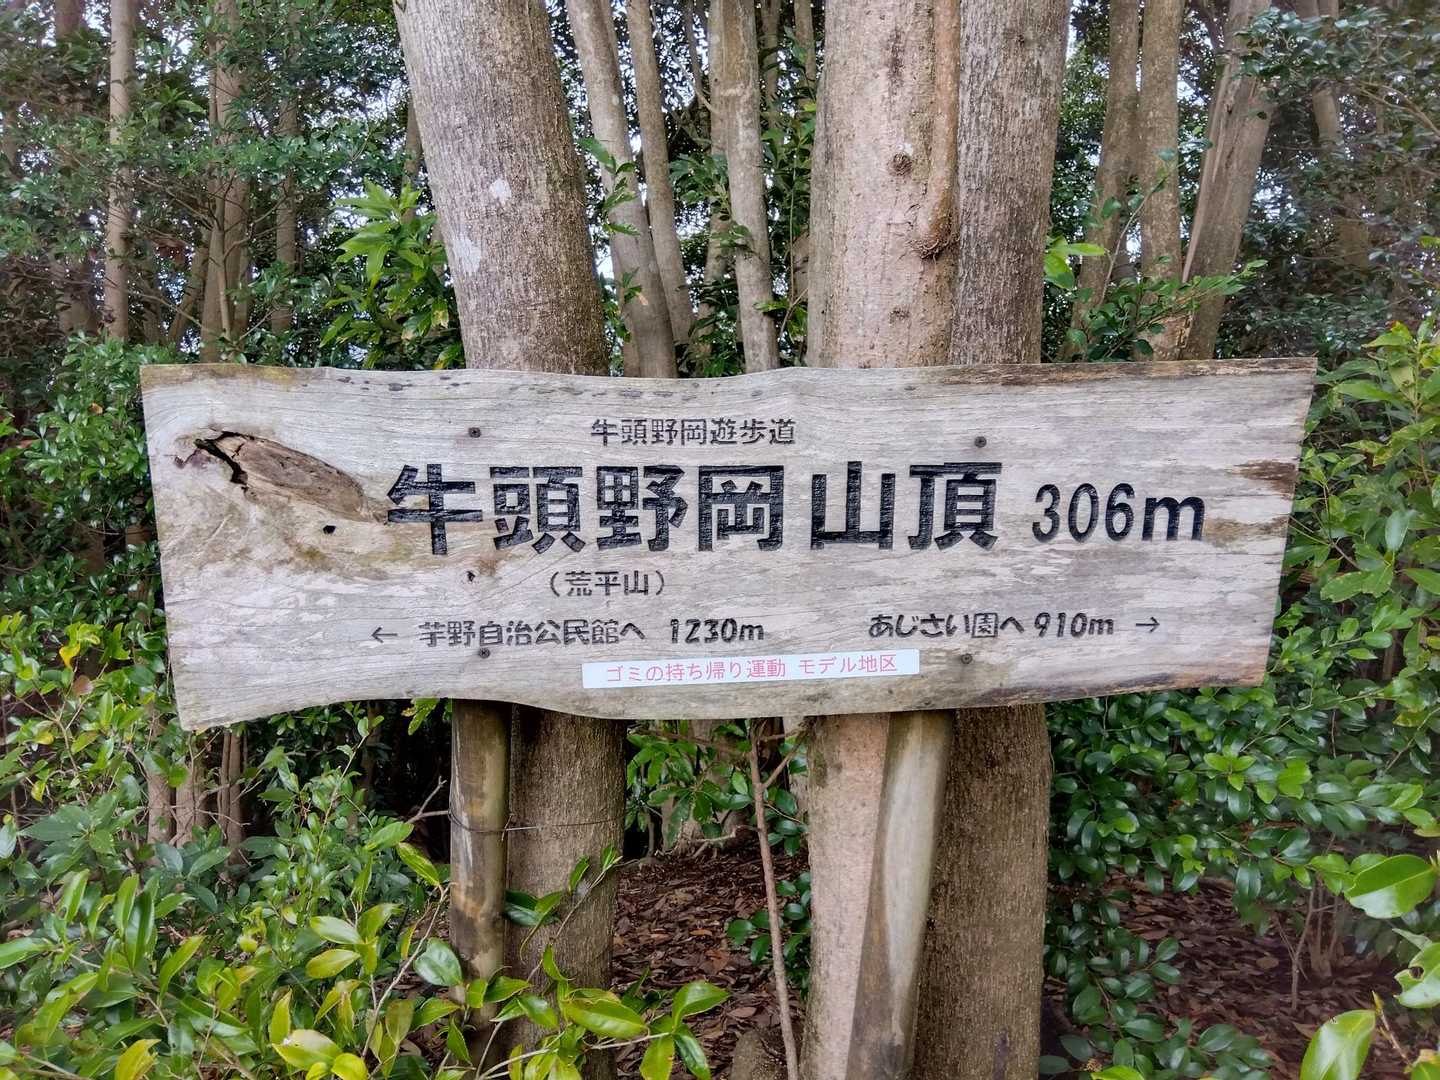 牛頭野岡遊歩道
牛頭野岡山頂 306m
（荒平山）
← 芋野自治公民館へ 1230m あじさい園へ 910m →
ゴミの持ち帰り運動 モデル地区